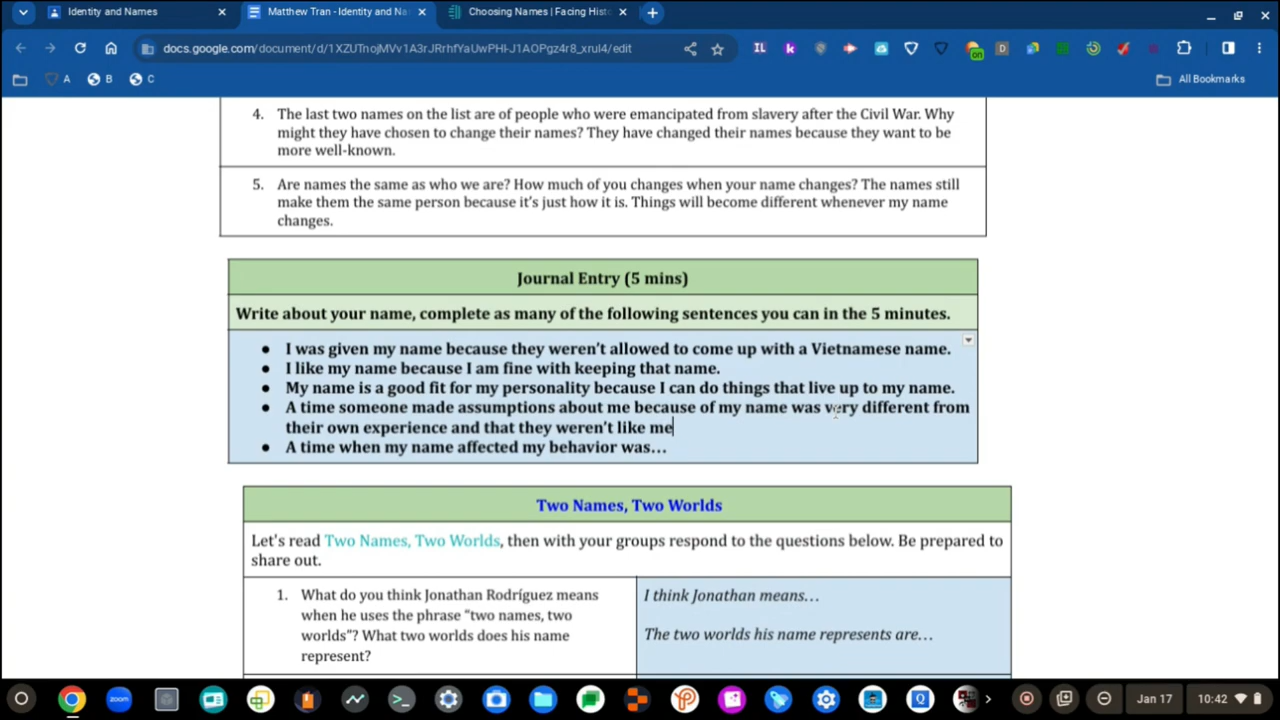 Identity and Names
Matthew Tran - Identity and Na
Choosing Names | Facing Histo
docs.google.com/document/d/1XZUTnojMVv1A3rJRrhfYaUwPHI-J1AOPgz4r8_xrul4/edit
A
B
C
All Bookmarks
4. The last two names on the list are of people who were emancipated from slavery after the Civil War. Why
might they have chosen to change their names? They have changed their names because they want to be
more well-known.
5. Are names the same as who we are? How much of you changes when your name changes? The names still
make them the same person because it's just how it is. Things will become different whenever my name
changes.
Journal Entry (5 mins)
Write about your name, complete as many of the following sentences you can in the 5 minutes.
● I was given my name because they weren't allowed to come up with a Vietnamese name.
● I like my name because I am fine with keeping that name.
● My name is a good fit for my personality because I can do things that live up to my name.
● A time someone made assumptions about me because of my name was very different from
their own experience and that they weren't like me
● A time when my name affected my behavior was…
Two Names, Two Worlds
Let's read Two Names, Two Worlds, then with your groups respond to the questions below. Be prepared to
share out.
1. What do you think Jonathan Rodríguez means
when he uses the phrase "two names, two
worlds"? What two worlds does his name
represent?
I think Jonathan means…
The two worlds his name represents are…
zoom
Jan 17
10:42